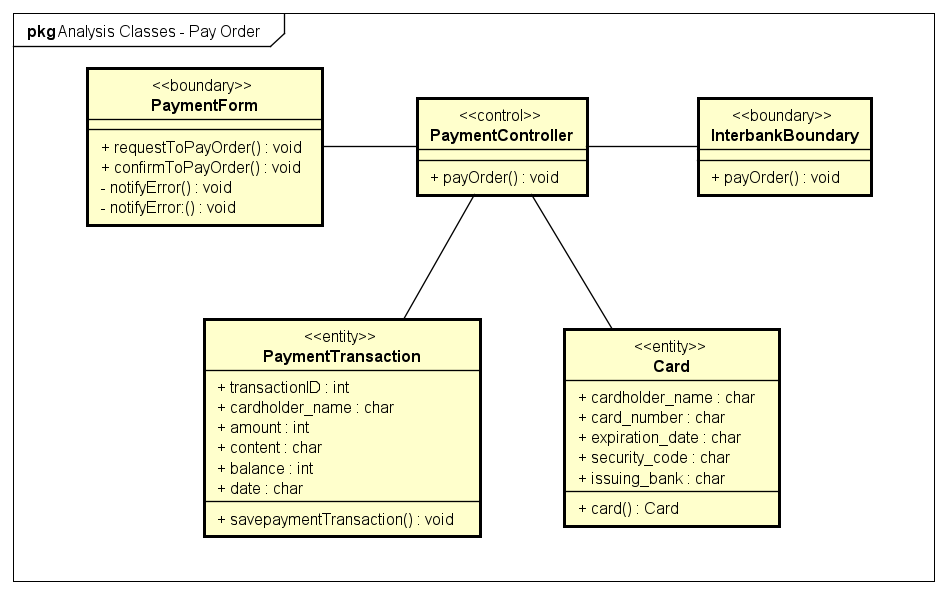 pkg Analysis Classes - Pay Order
<<boundary>>
PaymentForm
+ requestToPayOrder() : void
+ confirmToPayOrder() : void
- notifyError() : void
- notifyError:() : void
<<control>>
PaymentController
+ payOrder() : void
<<boundary>>
InterbankBoundary
+ payOrder() : void
<<entity>>
PaymentTransaction
+ transactionID : int
+ cardholder_name : char
+ amount : int
+ content : char
+ balance : int
+ date : char
+ savepaymentTransaction() : void
<<entity>>
Card
+ cardholder_name : char
+ card_number : char
+ expiration_date : char
+ security_code : char
+ issuing_bank : char
+ card() : Card